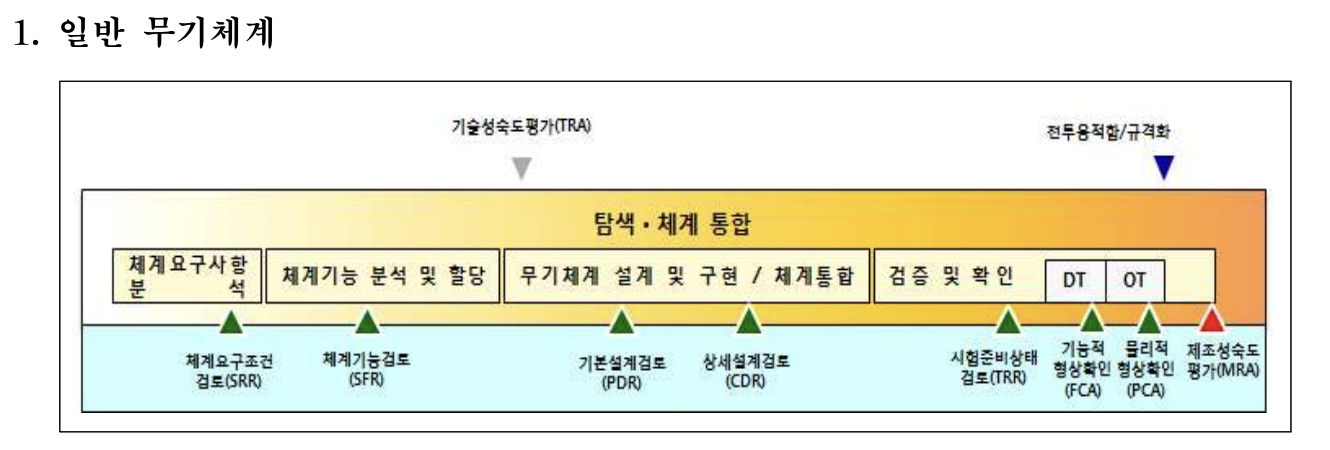 1. 일반 무기체계
기술성숙도평가(TRA)
전투용적합/규격화
탐색·체계 통합
체계요구사항
분 석
체계기능 분석 및 할당
무기체계 설계 및 구현 / 체계통합
검증 및 확인
DT
OT
체계요구조건
검토(SRR)
체계기능검토
(SFR)
기본설계검토
(PDR)
상세설계검토
(CDR)
시험준비상태
검토(TRR)
기능적
형상확인
(FCA)
물리적
형상확인
(PCA)
제조성숙도
평가(MRA)